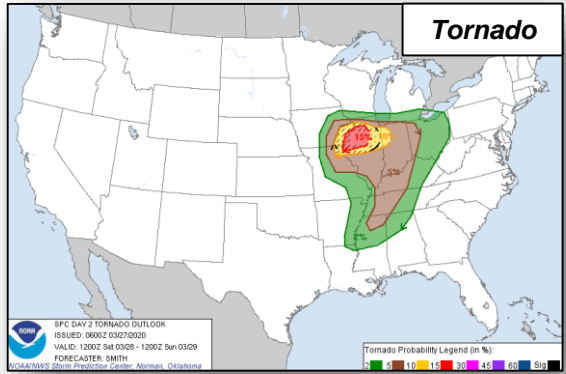 Tornado
15% 10%
5%
2%
NOAA
SPC DAY 2 TORNADO OUTLOOK
ISSUED: 0600Z 03/27/2020
VALID: 1200Z Sat 03/28 - 1200Z Sun 03/29
FORECASTER: SMITH
NOAA/NWS Storm Prediction Center, Norman, Oklahoma
Tornado Probability Legend (in %):
2 5 10 15 30 45 60 Sig